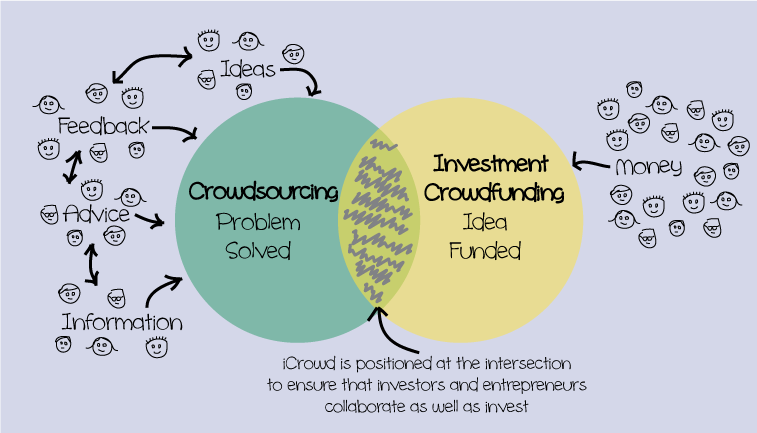 Ideas
Feedback
Advice
Information
Crowdsourcing
Problem
Solved
Investment
Crowdfunding
Idea
Funded
Money
iCrowd is positioned at the intersection
to ensure that investors and entrepreneurs
collaborate as well as invest